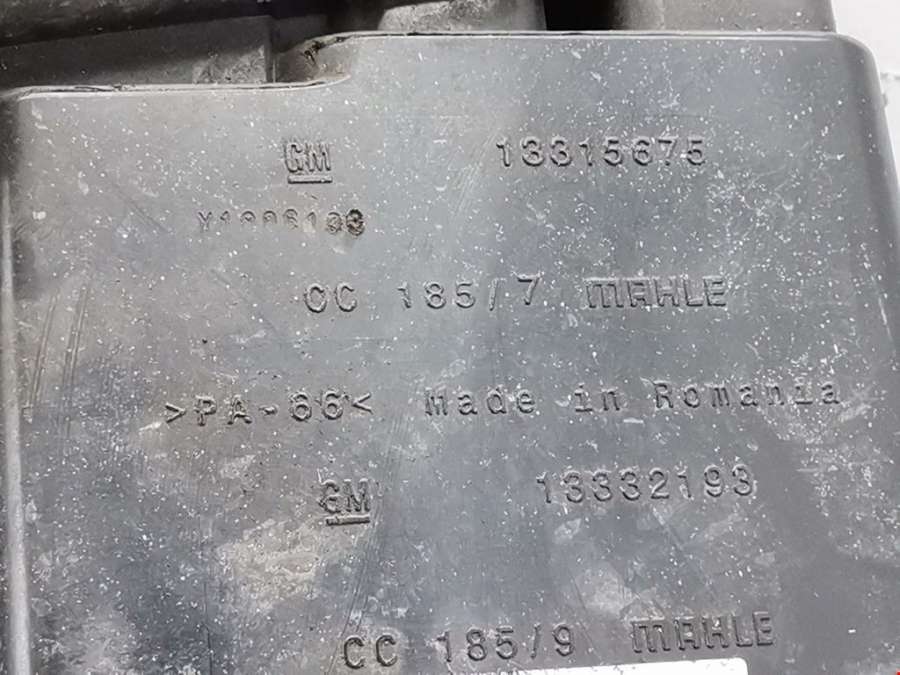 GM 13315675
CC 185/7 MAHLE
>PA-66< Made in Romania
GM 13332193
CC 185/9 MAHLE